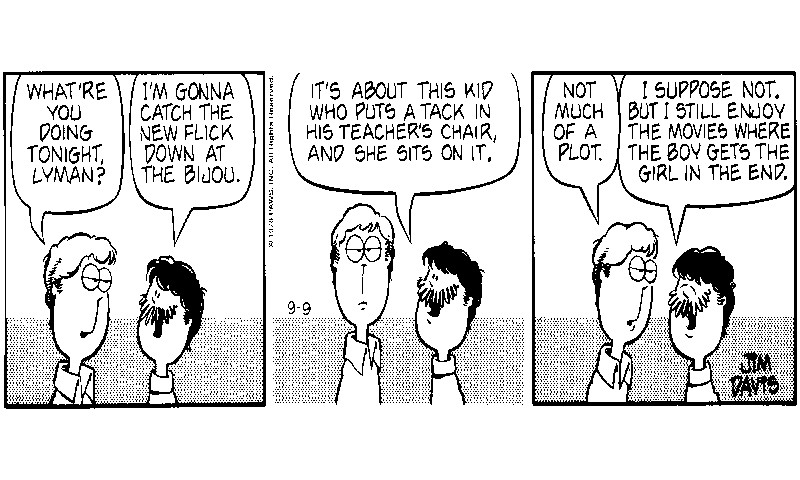 WHAT'RE
YOU
DOING
TONIGHT,
LYMAN?
I'M GONNA
CATCH THE
NEW FLICK
DOWN AT
THE BIJOU.
IT'S ABOUT THIS KID
WHO PUTS A TACK IN
HIS TEACHER'S CHAIR,
AND SHE SITS ON IT.
9-9
NOT
MUCH
OF A
PLOT.
I SUPPOSE NOT.
BUT I STILL ENJOY
THE MOVIES WHERE
THE BOY GETS THE
GIRL IN THE END.
JIM
DAVIS